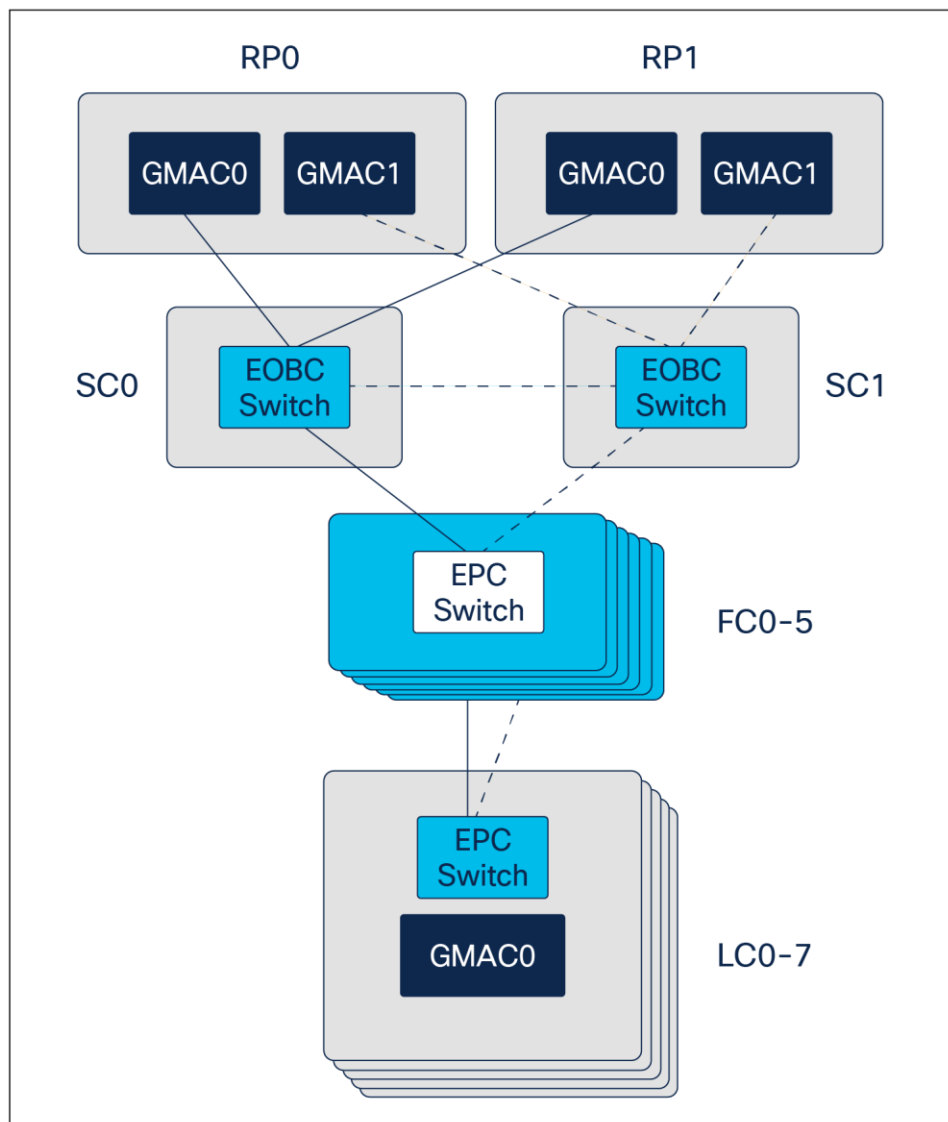 RP0
RP1
GMAC0
GMAC1
GMAC0
GMAC1
SC0
EOBC
Switch
EOBC
Switch
SC1
EPC
Switch
FC0-5
EPC
Switch
GMAC0
LC0-7